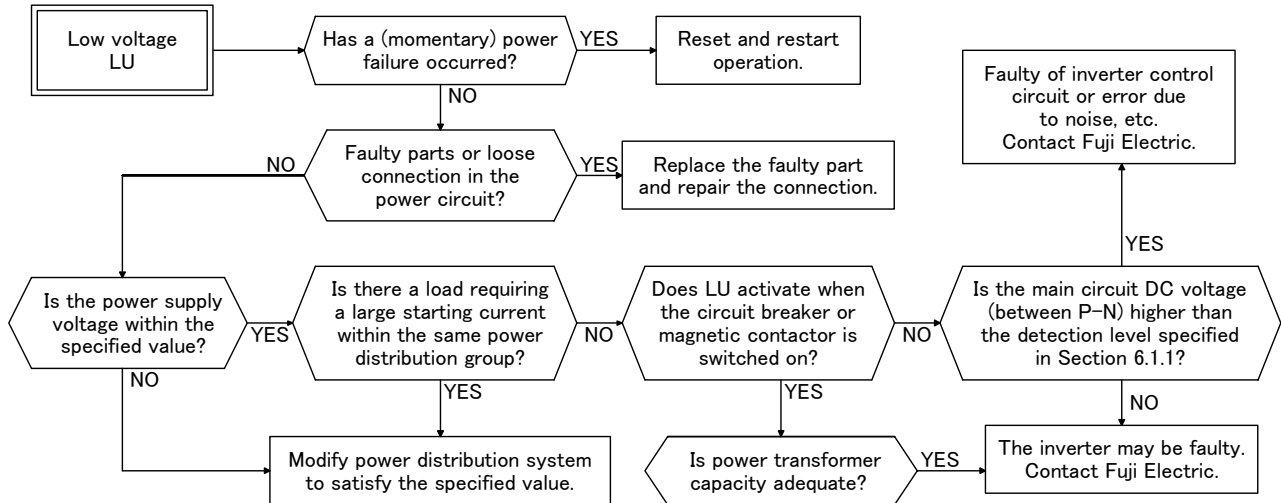 Low voltage
LU
Has a (momentary) power
failure occurred?
YES
Reset and restart
operation.
NO
Faulty parts or loose
connection in the
power circuit?
NO
YES
Replace the faulty part
and repair the connection.
Faulty of inverter control
circuit or error due
to noise, etc.
Contact Fuji Electric.
YES
Is the power supply
voltage within the
specified value?
YES
NO
Is there a load requiring
a large starting current
within the same power
distribution group?
NO
YES
Does LU activate when
the circuit breaker or
magnetic contactor is
switched on?
NO
YES
Is the main circuit DC voltage
(between P-N) higher than
the detection level specified
in Section 6.1.1?
NO
Modify power distribution system
to satisfy the specified value.
Is power transformer
capacity adequate?
YES
The inverter may be faulty.
Contact Fuji Electric.